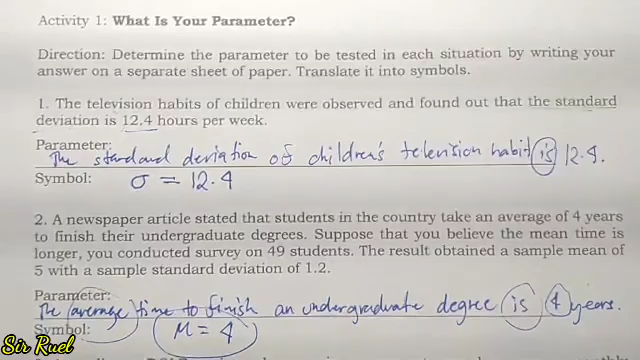 Activity 1: What Is Your Parameter?
Direction: Determine the parameter to be tested in each situation by writing your
answer on a separate sheet of paper. Translate it into symbols.
1. The television habits of children were observed and found out that the standard
deviation is 12.4 hours per week.
Parameter:
The standard deviation of children's television habit is 12.4.
Symbol: σ = 12.4
2. A newspaper article stated that students in the country take an average of 4 years
to finish their undergraduate degrees. Suppose that you believe the mean time is
longer, you conducted survey on 49 students. The result obtained a sample mean of
5 with a sample standard deviation of 1.2.
Parameter:
The (average) time to finish an undergraduate degree is 4 years.
Symbol: μ = 4
Sir Ruel